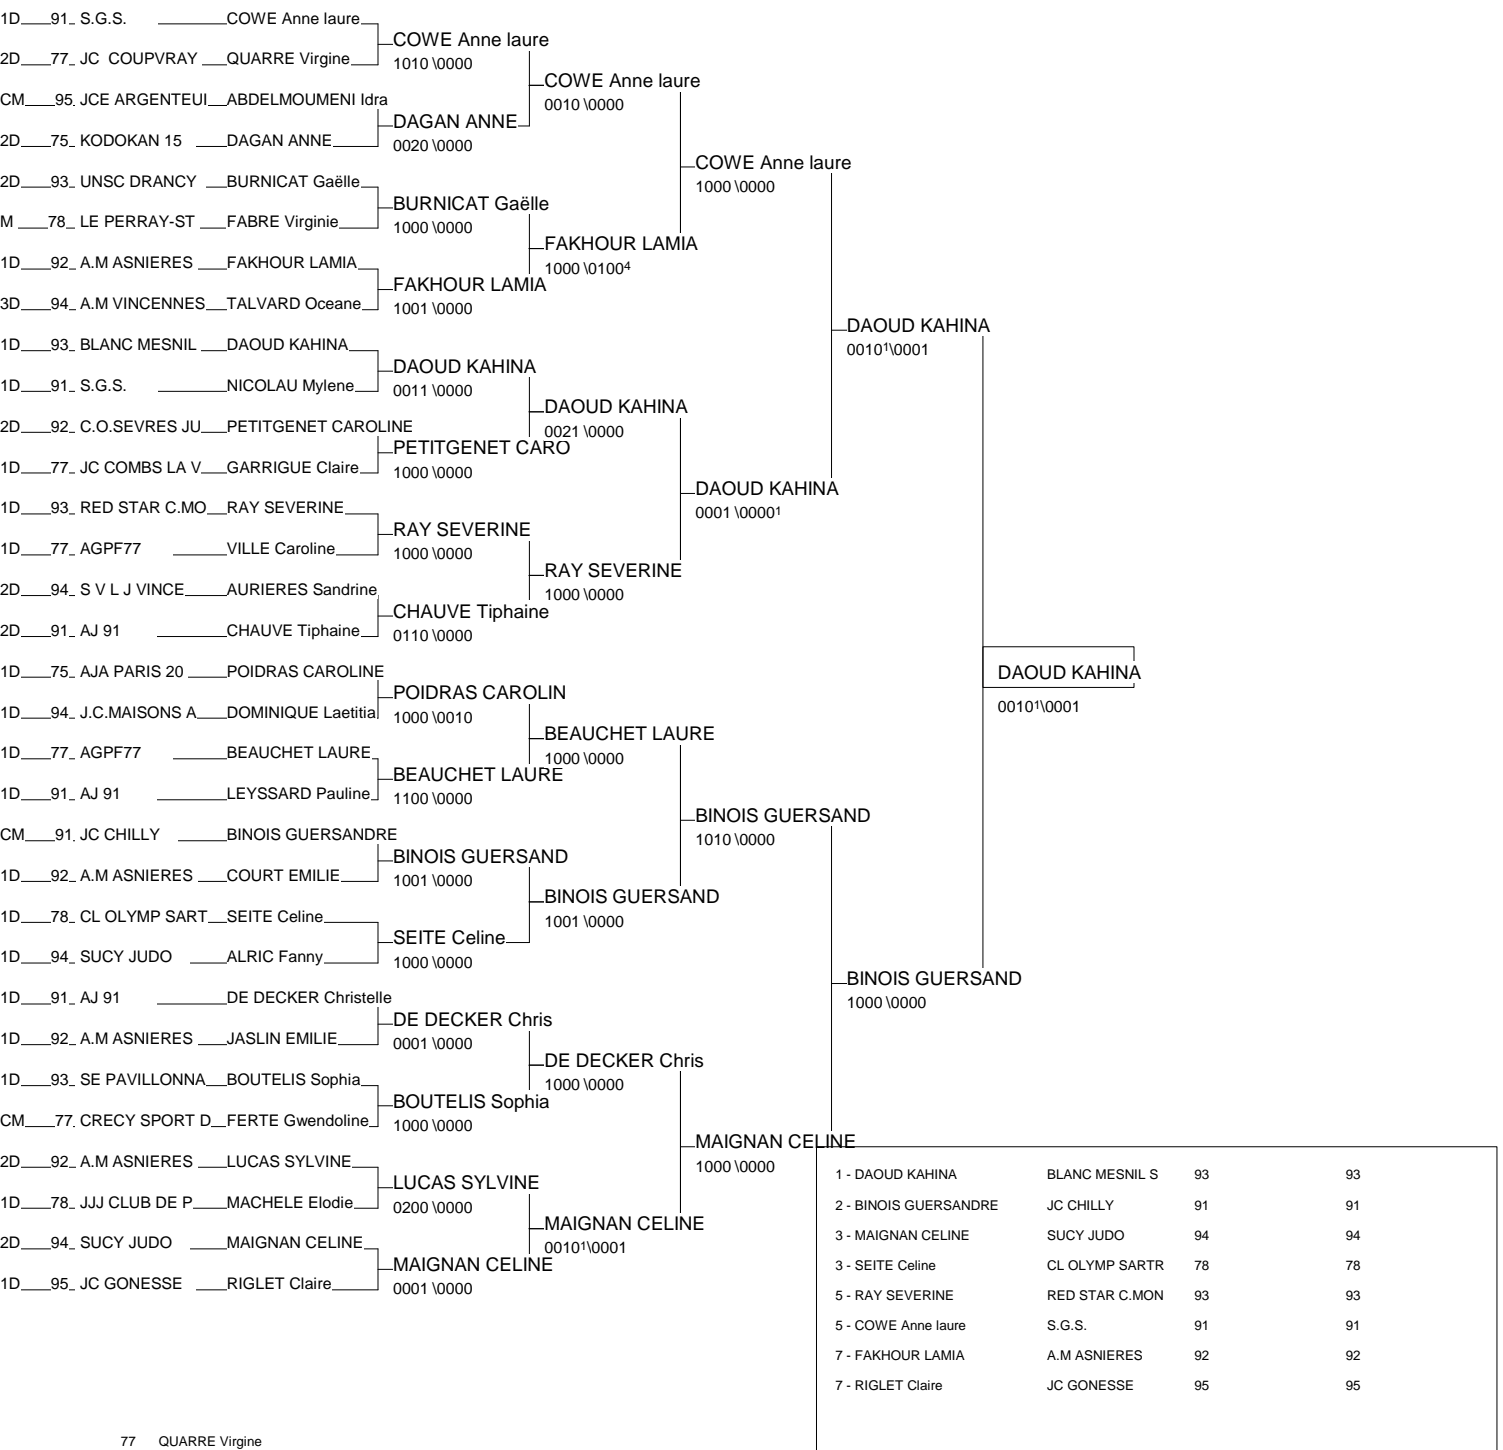 1D 91 S.G.S. COWE Anne laure
COWE Anne laure
2D 77 JC COUPVRAY QUARRE Virgine
1010 \0000
COWE Anne laure
CM 95 JCE ARGENTEUI ABDELMOUMENI Idra
0010 \0000
DAGAN ANNE
2D 75 KODOKAN 15 DAGAN ANNE
0020 \0000
COWE Anne laure
2D 93 UNSC DRANCY BURNICAT Gaëlle
1000 \0000
BURNICAT Gaëlle
M 78 LE PERRAY-ST FABRE Virginie
1000 \0000
FAKHOUR LAMIA
1D 92 A.M ASNIERES FAKHOUR LAMIA
1000 \0100⁴
FAKHOUR LAMIA
3D 94 A.M VINCENNES TALVARD Oceane
1001 \0000
DAOUD KAHINA
1D 93 BLANC MESNIL DAOUD KAHINA
0010¹\0001
DAOUD KAHINA
1D 91 S.G.S. NICOLAU Mylene
0011 \0000
DAOUD KAHINA
2D 92 C.O.SEVRES JU PETITGENET CAROLINE
0021 \0000
PETITGENET CARO
1D 77 JC COMBS LA V GARRIGUE Claire
1000 \0000
DAOUD KAHINA
1D 93 RED STAR C.MO RAY SEVERINE
0001 \0000¹
RAY SEVERINE
1D 77 AGPF77 VILLE Caroline
1000 \0000
RAY SEVERINE
2D 94 S V L J VINCE AURIERES Sandrine
1000 \0000
CHAUVE Tiphaine
2D 91 AJ 91 CHAUVE Tiphaine
0110 \0000
1D 75 AJA PARIS 20 POIDRAS CAROLINE
DAOUD KAHINA
POIDRAS CAROLIN
0010¹\0001
1D 94 J.C.MAISONS A DOMINIQUE Laetitia
1000 \0010
BEAUCHET LAURE
1D 77 AGPF77 BEAUCHET LAURE
1000 \0000
BEAUCHET LAURE
1D 91 AJ 91 LEYSSARD Pauline
1100 \0000
BINOIS GUERSAND
CM 91 JC CHILLY BINOIS GUERSANDRE
1010 \0000
BINOIS GUERSAND
1D 92 A.M ASNIERES COURT EMILIE
1001 \0000
BINOIS GUERSAND
1D 78 CL OLYMP SART SEITE Celine
1001 \0000
SEITE Celine
1D 94 SUCY JUDO ALRIC Fanny
1000 \0000
BINOIS GUERSAND
1D 91 AJ 91 DE DECKER Christelle
1000 \0000
DE DECKER Chris
1D 92 A.M ASNIERES JASLIN EMILIE
0001 \0000
DE DECKER Chris
1D 93 SE PAVILLONNA BOUTELIS Sophia
1000 \0000
BOUTELIS Sophia
CM 77 CRECY SPORT D FERTE Gwendoline
1000 \0000
MAIGNAN CELINE
2D 92 A.M ASNIERES LUCAS SYLVINE
1000 \0000
LUCAS SYLVINE
1D 78 JJJ CLUB DE P MACHELE Elodie
0200 \0000
MAIGNAN CELINE
2D 94 SUCY JUDO MAIGNAN CELINE
0010¹\0001
MAIGNAN CELINE
1D 95 JC GONESSE RIGLET Claire
0001 \0000
1 - DAOUD KAHINA BLANC MESNIL S 93 93
2 - BINOIS GUERSANDRE JC CHILLY 91 91
3 - MAIGNAN CELINE SUCY JUDO 94 94
3 - SEITE Celine CL OLYMP SARTR 78 78
5 - RAY SEVERINE RED STAR C.MON 93 93
5 - COWE Anne laure S.G.S. 91 91
7 - FAKHOUR LAMIA A.M ASNIERES 92 92
7 - RIGLET Claire JC GONESSE 95 95
77 QUARRE Virgine